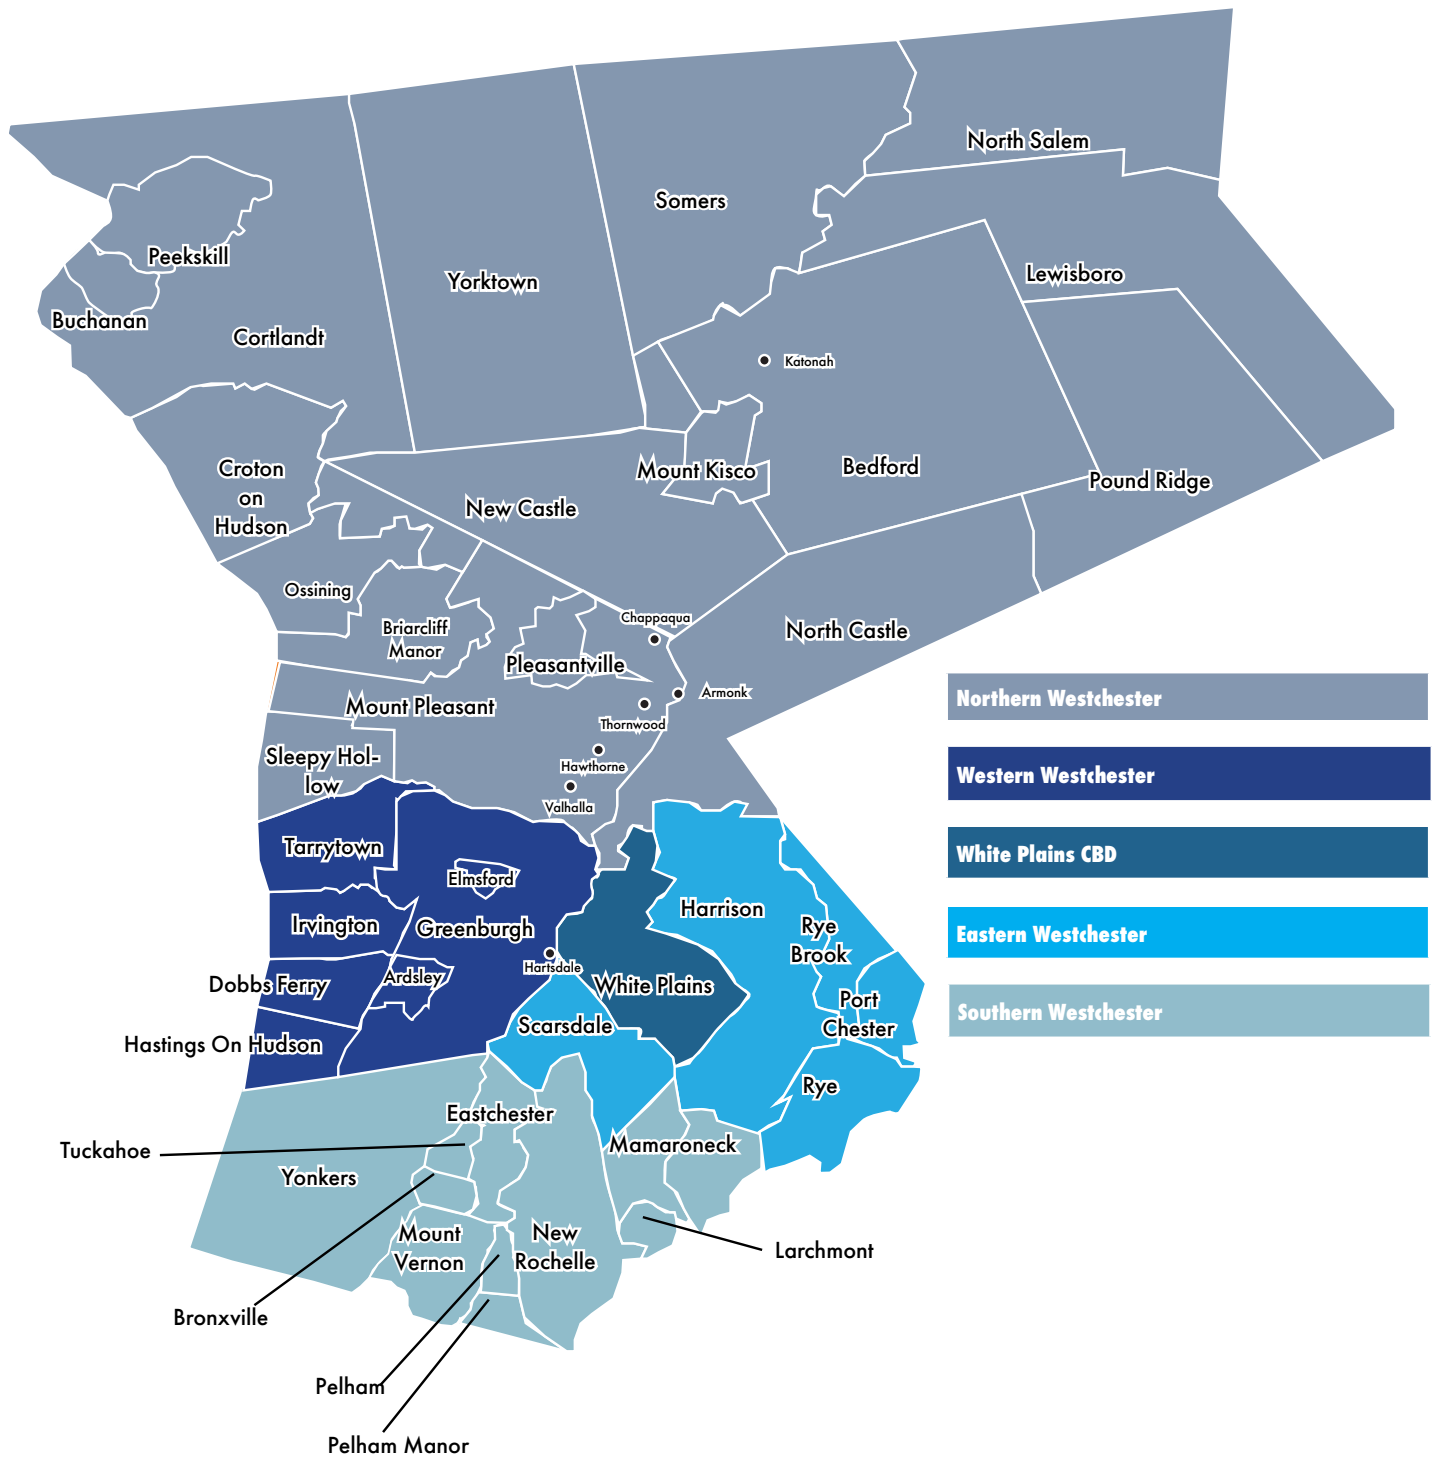 North Salem
Somers
Peekskill
Lewisboro
Yorktown
Buchanan
Cortlandt
Katonah
Croton
on
Hudson
Mount Kisco
Bedford
Pound Ridge
New Castle
Ossining
Chappaqua
Briarcliff
Manor
North Castle
Pleasantville
Armonk
Mount Pleasant
Thornwood
Sleepy Hol-
low
Hawthorne
Valhalla
Northern Westchester
Western Westchester
White Plains CBD
Eastern Westchester
Southern Westchester
Tarrytown
Elmsford
Harrison
Irvington
Greenburgh
Rye
Brook
Hartsdale
Dobbs Ferry
Ardsley
White Plains
Port
Chester
Scarsdale
Hastings On Hudson
Rye
Eastchester
Tuckahoe
Mamaroneck
Yonkers
Mount
Vernon
New
Rochelle
Larchmont
Bronxville
Pelham
Pelham Manor